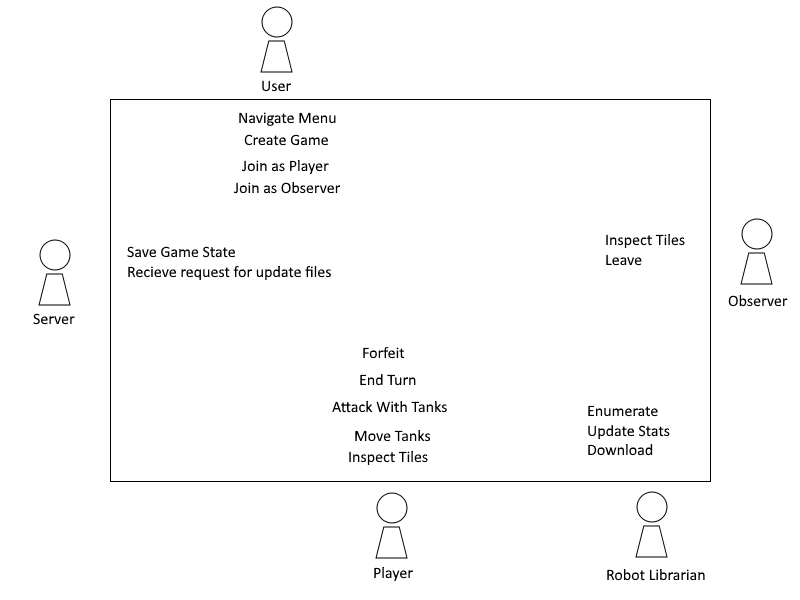 User
Navigate Menu
Create Game
Join as Player
Join as Observer
Save Game State
Recieve request for update files
Server
Inspect Tiles
Leave
Observer
Forfeit
End Turn
Attack With Tanks
Move Tanks
Inspect Tiles
Enumerate
Update Stats
Download
Player
Robot Librarian